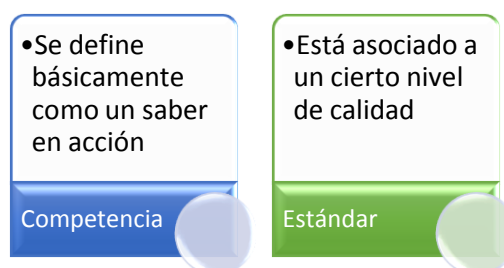 •Se define
básicamente
como un saber
en acción
Competencia
•Está asociado a
un cierto nivel
de calidad
Estándar